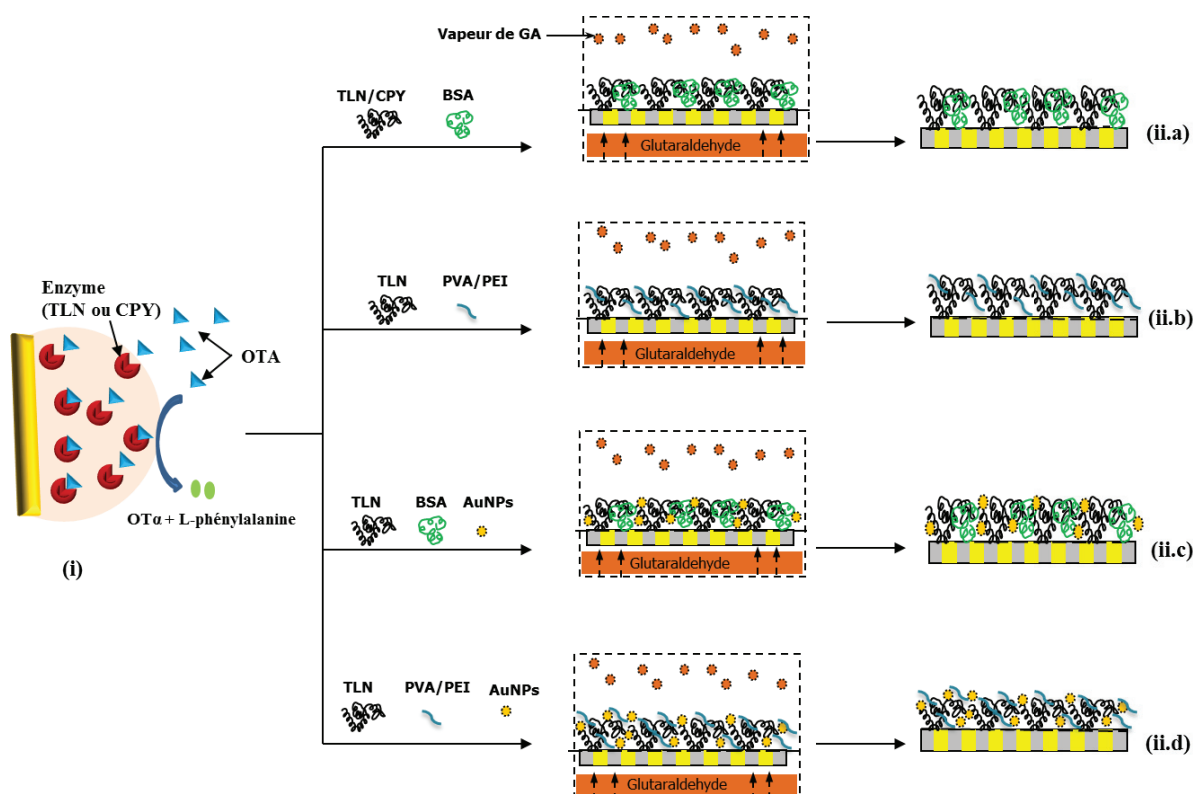 Vapeur de GA
TLN/CPY BSA
Glutaraldehyde
(ii.a)
TLN PVA/PEI
Glutaraldehyde
(ii.b)
Enzyme
(TLN ou CPY)
OTA
OTα + L-phénylalanine
(i)
TLN BSA AuNPs
Glutaraldehyde
(ii.c)
TLN PVA/PEI AuNPs
Glutaraldehyde
(ii.d)